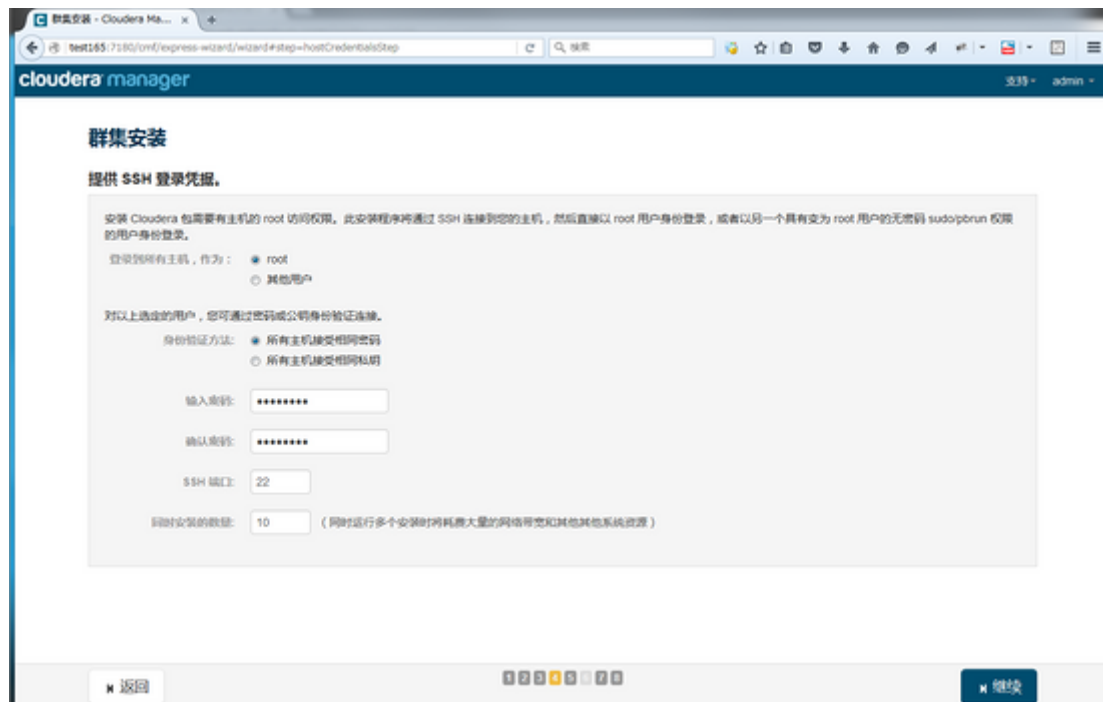 群集安装 - Cloudera Ma...
test165:7180/cmf/express-wizard/wizard#step=hostCredentialsStep
搜索
cloudera manager
支持
admin
群集安装
提供 SSH 登录凭据。
安装 Cloudera 包需要有主机的 root 访问权限。此安装程序将通过 SSH 连接到您的主机，然后直接以 root 用户身份登录，或者以另一个具有变为 root 用户的无密码 sudo/pbrun 权限
的用户身份登录。
登录到所有主机，作为：
root
其他用户
对以上选定的用户，您可通过密码或公钥身份验证连接。
身份验证方法:
所有主机接受相同密码
所有主机接受相同私钥
输入密码:
确认密码:
SSH 端口: 22
同时安装的数量: 10 （同时运行多个安装时将耗费大量的网络带宽和其他其他系统资源）
返回
1 2 3 4 5 7 8
继续